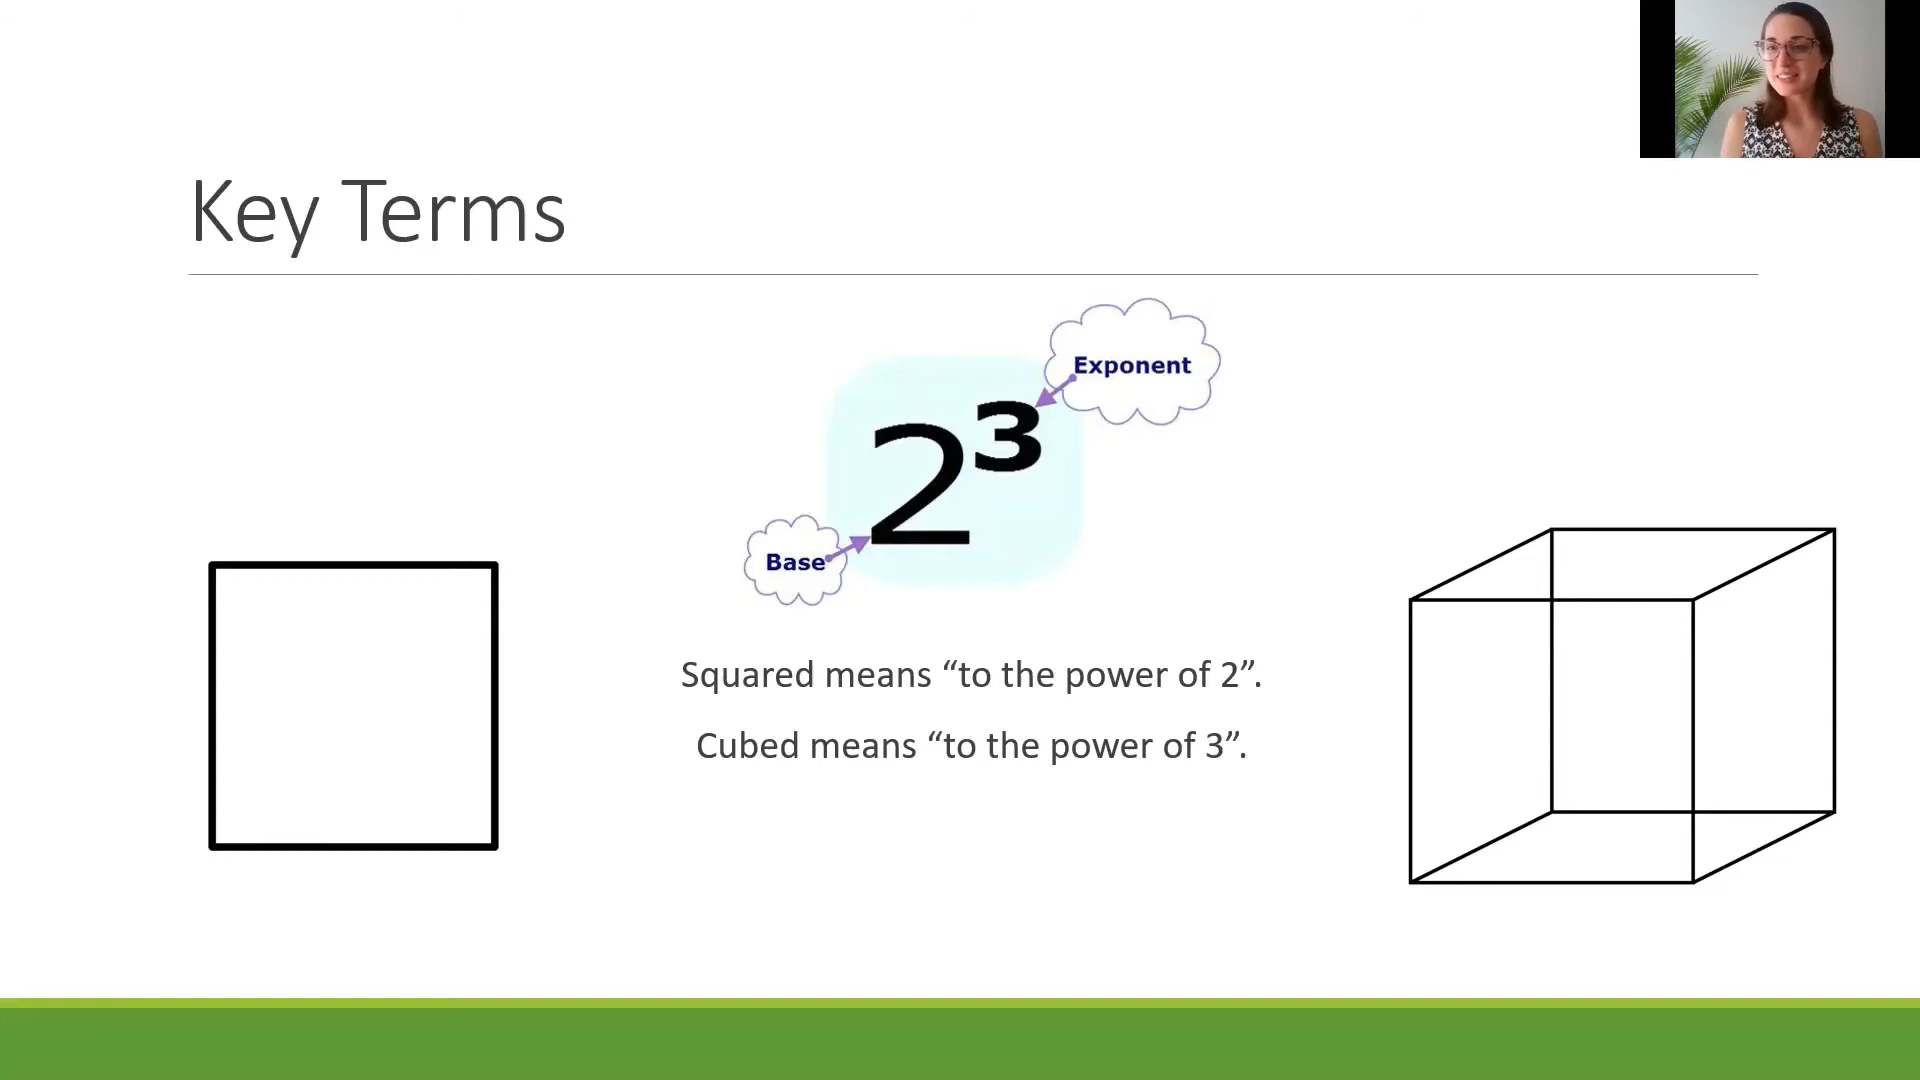 Key Terms
Exponent
2³
Base
Squared means “to the power of 2”.
Cubed means “to the power of 3”.